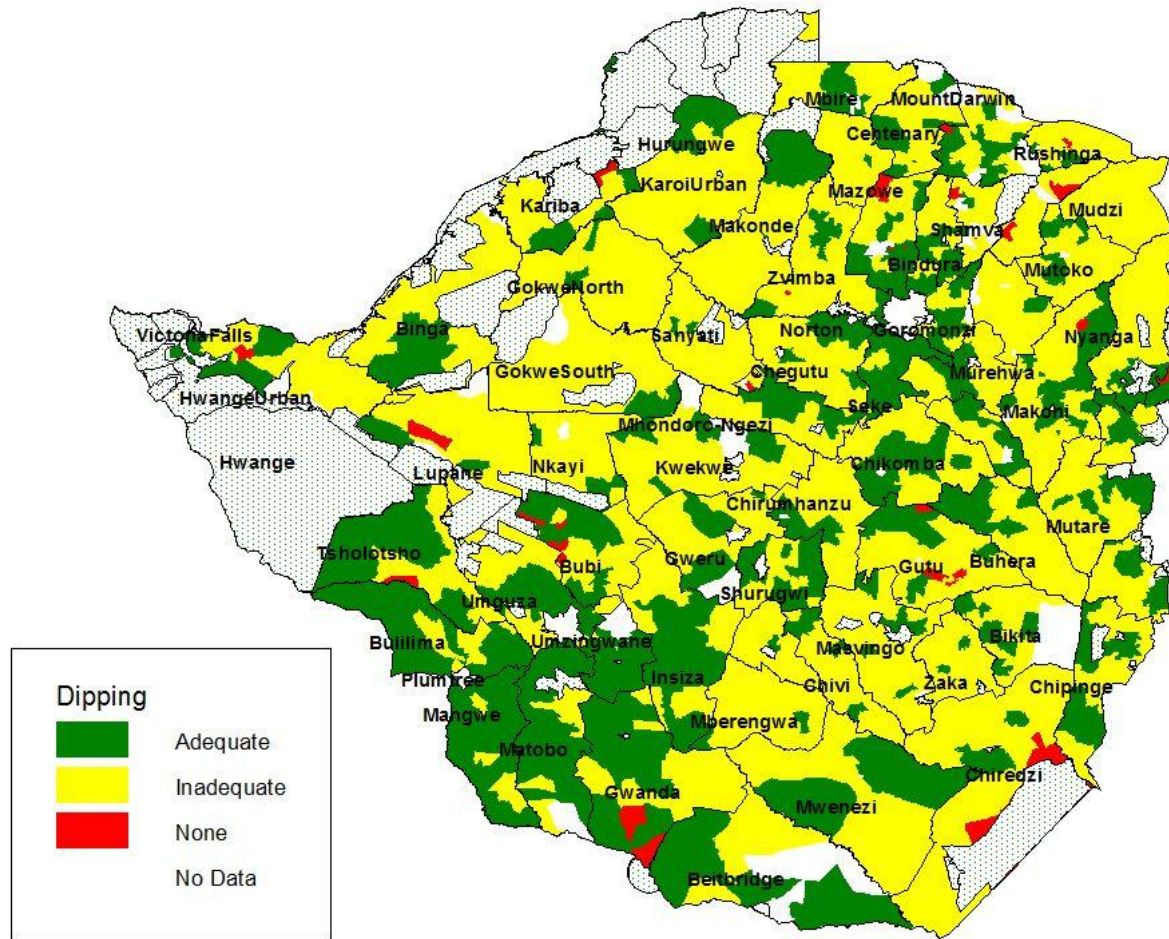 Mbire
MountDarwin
Centenary
Hurungwe
Rushinga
KaroiUrban
Mazowe
Kariba
Mudzi
Makonde
Shamva
Bindura
Mutoko
Zvimba
GokweNorth
VictoriaFalls
Binga
Sanyati
Norton
Goromonzi
Nyanga
GokweSouth
Chegutu
Murehwa
HwangeUrban
Seke
Makoni
Mhondoro-Ngezi
Hwange
Lupane
Nkayi
Kwekwe
Chikomba
Chirumhanzu
Mutare
Tsholotsho
Gweru
Bubi
Gutu
Buhera
Shurugwi
Umguza
Bulilima
Umzingwane
Masvingo
Bikita
Plumtree
Insiza
Chivi
Zaka
Chipinge
Mangwe
Mberengwa
Matobo
Gwanda
Chiredzi
Mwenezi
Beitbridge
Dipping
Adequate
Inadequate
None
No Data